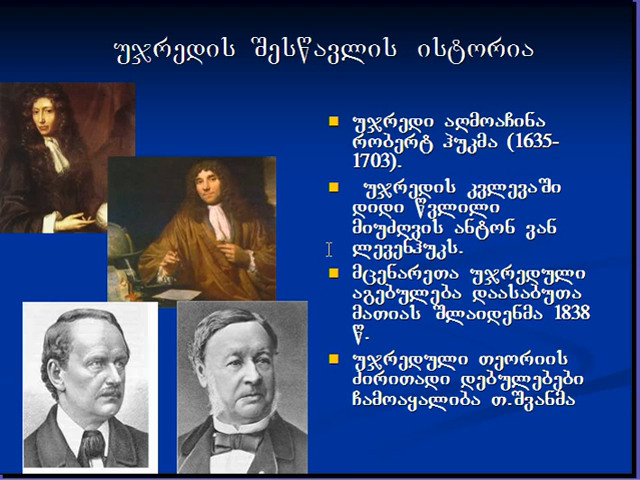 უჯრედის შესწავლის ისტორია
უჯრედი აღმოაჩინა
რობერტ ჰუკმა (1635-
1703).
უჯრედის კვლევაში
დიდი წვლილი
მიუძღვის ანტონ ვან
ლევენჰუკს.
მცენარეთა უჯრედული
აგებულება დაასაბუთა
მათიას შლაიდენმა 1838
წ.
უჯრედული თეორიის
ძირითადი დებულებები
ჩამოაყალიბა თ.შვანმა